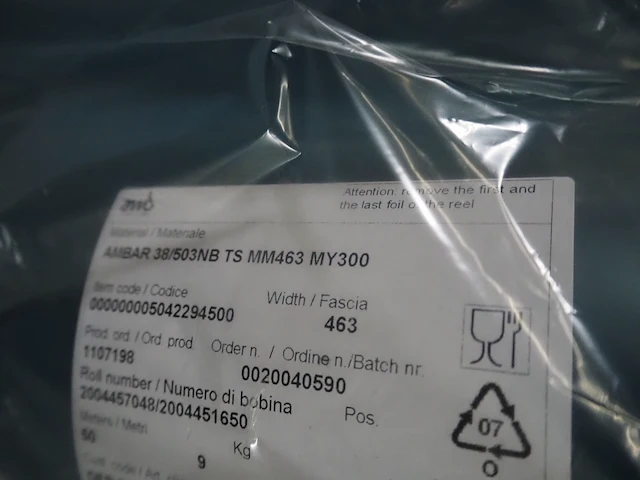 Attention: remove the first and
the last foil of the reel
Material / Materiale
AMBAR 38/503NB TS MM463 MY300
Item code / Codice
000000005042294500
Width / Fascia
463
Prod. ord. / Ord. prod
1107198
Order n. / Ordine n./Batch nr.
0020040590
Roll number / Numero di bobina
2004457048/2004451650
Pos.
Meters / Metri
50
Kg
9
07
O